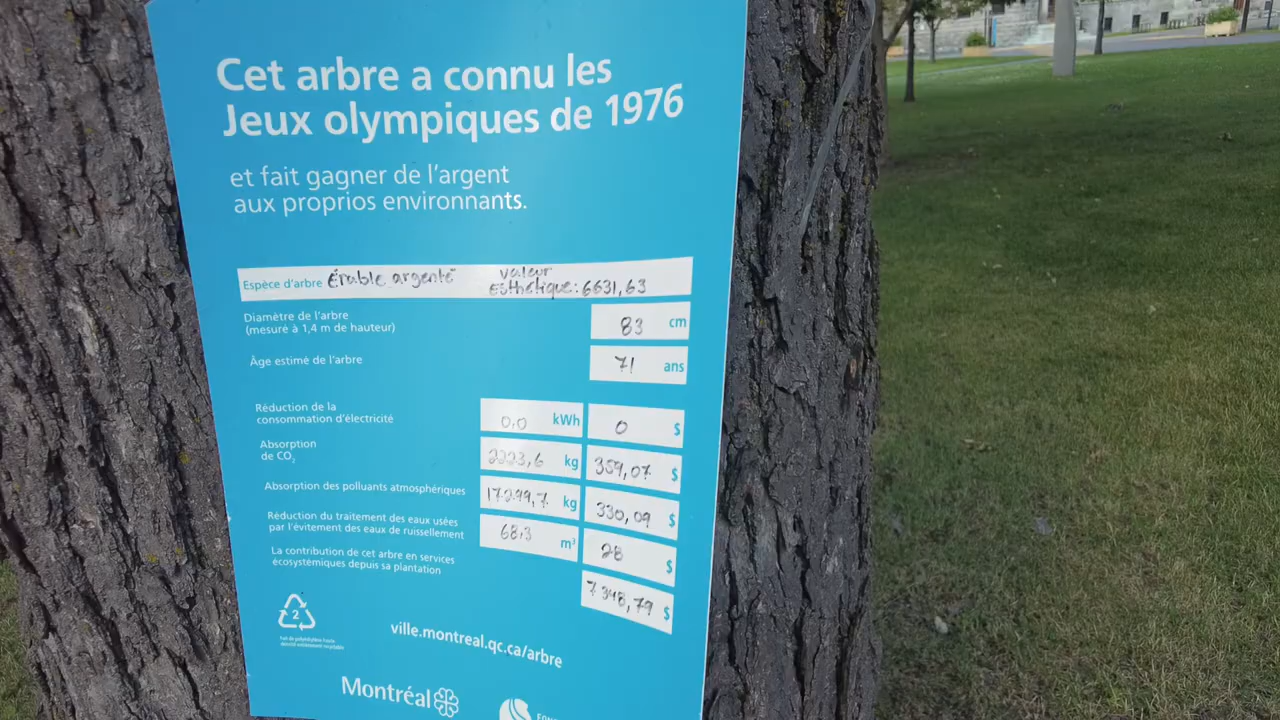 Cet arbre a connu les
Jeux olympiques de 1976
et fait gagner de l'argent
aux proprios environnants.
Espèce d'arbre Érable argenté valeur esthétique: 6631,63
Diamètre de l'arbre
(mesuré à 1,4 m de hauteur) 83 cm
Âge estimé de l'arbre 71 ans
Réduction de la
consommation d'électricité 0,0 kWh 0 $
Absorption
de CO₂ 2223,6 kg 359,07 $
Absorption des polluants atmosphériques 17299,7 kg 330,09 $
Réduction du traitement des eaux usées
par l'évitement des eaux de ruissellement 68,3 m³ 28 $
La contribution de cet arbre en services
écosystémiques depuis sa plantation 7 348,79 $
2
ville.montreal.qc.ca/arbre
Montréal